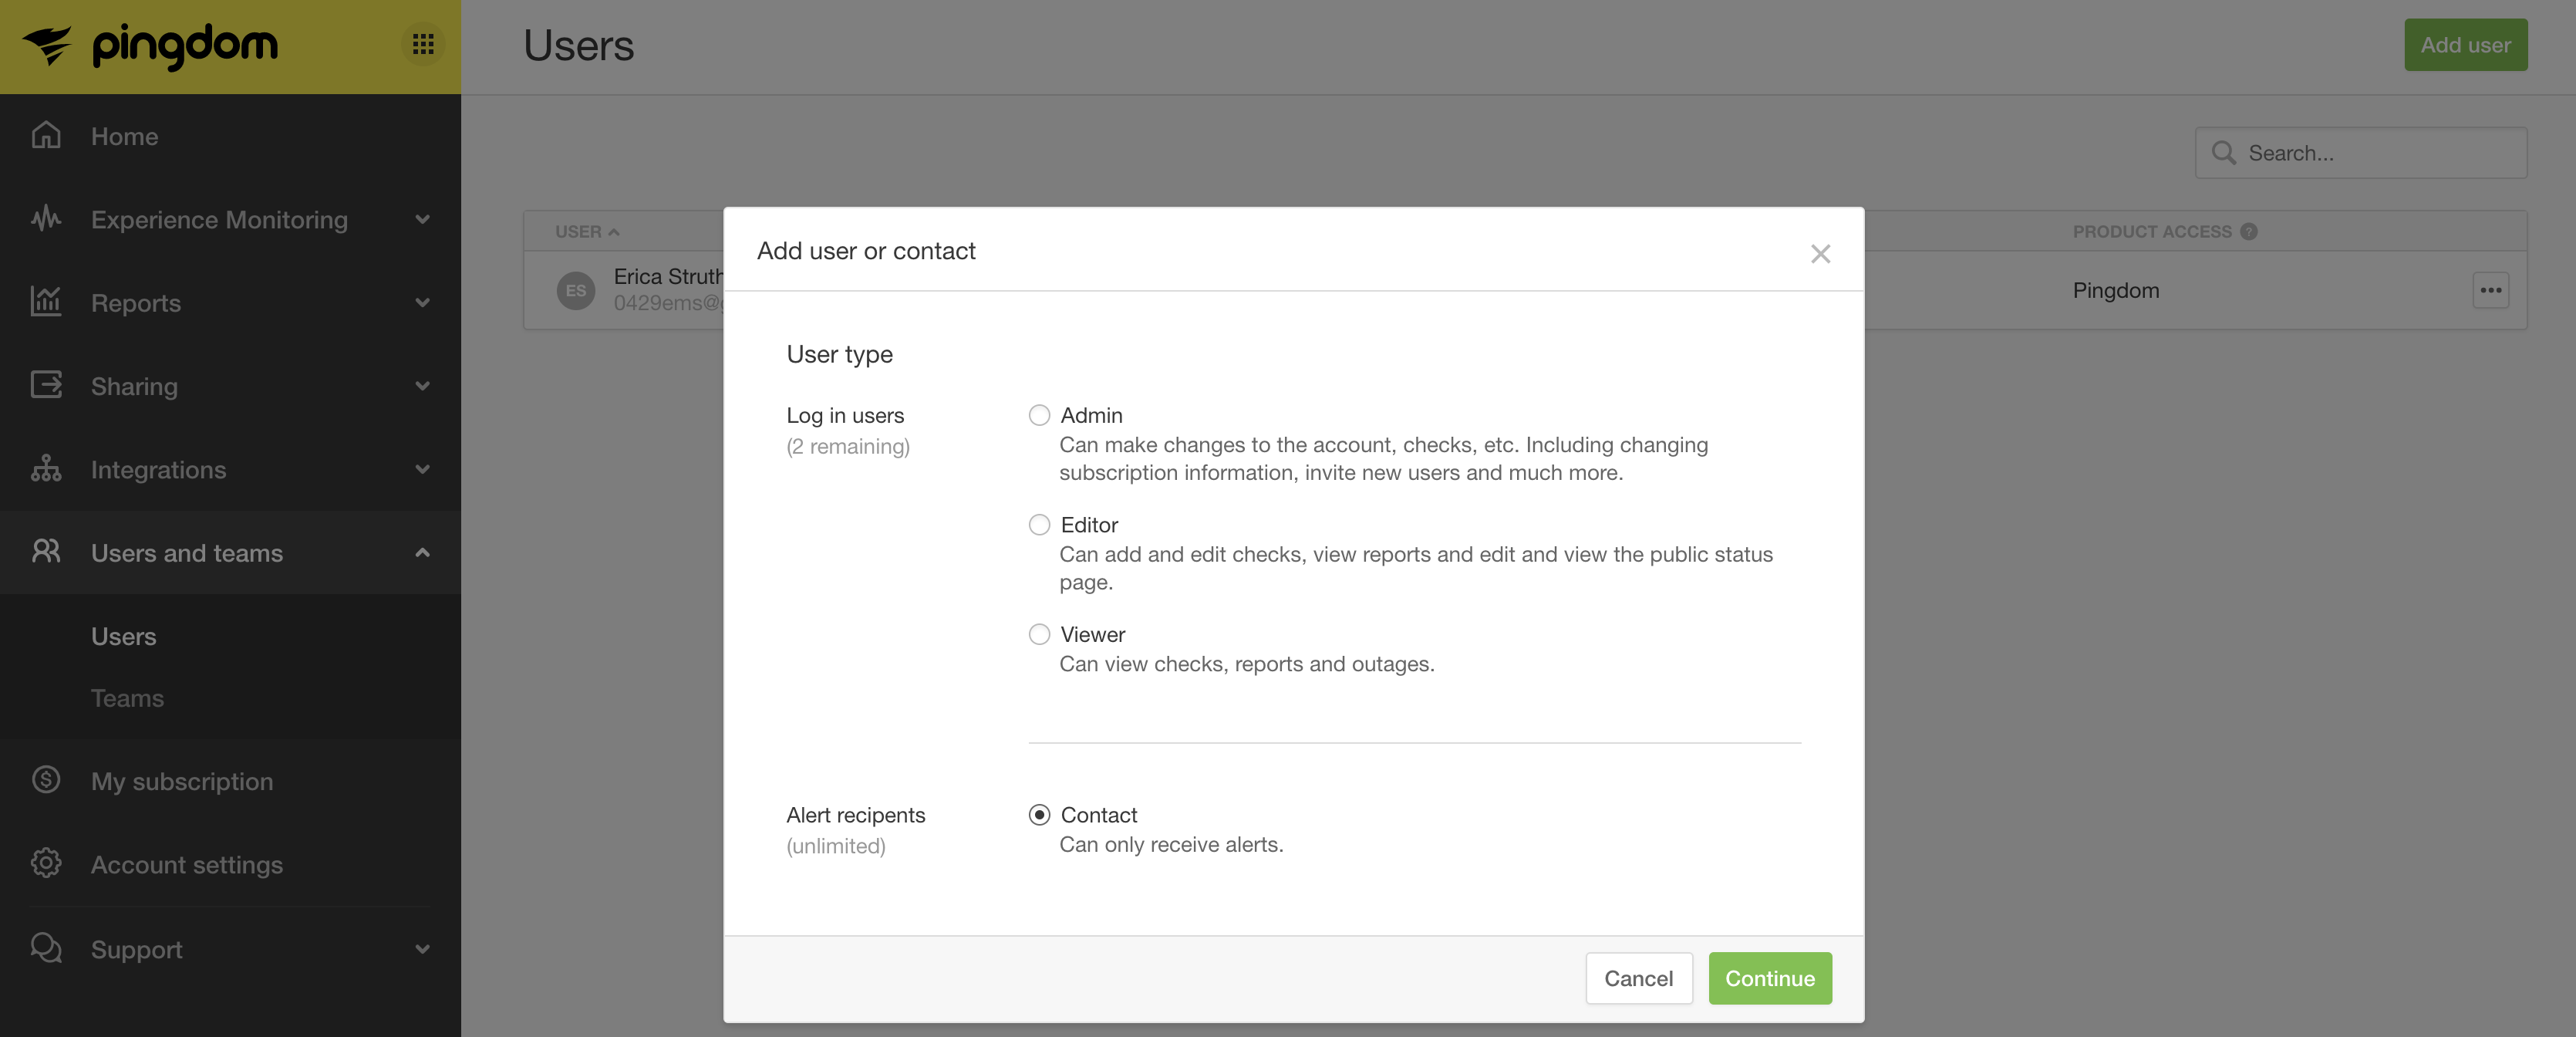 pingdom
Home
Experience Monitoring
Reports
Sharing
Integrations
Users and teams
Users
Teams
My subscription
Account settings
Support
Users
Add user
Search...
USER
PRODUCT ACCESS ?
ES
Erica Struth
0429ems@
Pingdom
Add user or contact
User type
Log in users
(2 remaining)
Admin
Can make changes to the account, checks, etc. Including changing
subscription information, invite new users and much more.
Editor
Can add and edit checks, view reports and edit and view the public status
page.
Viewer
Can view checks, reports and outages.
Alert recipents
(unlimited)
Contact
Can only receive alerts.
Cancel
Continue